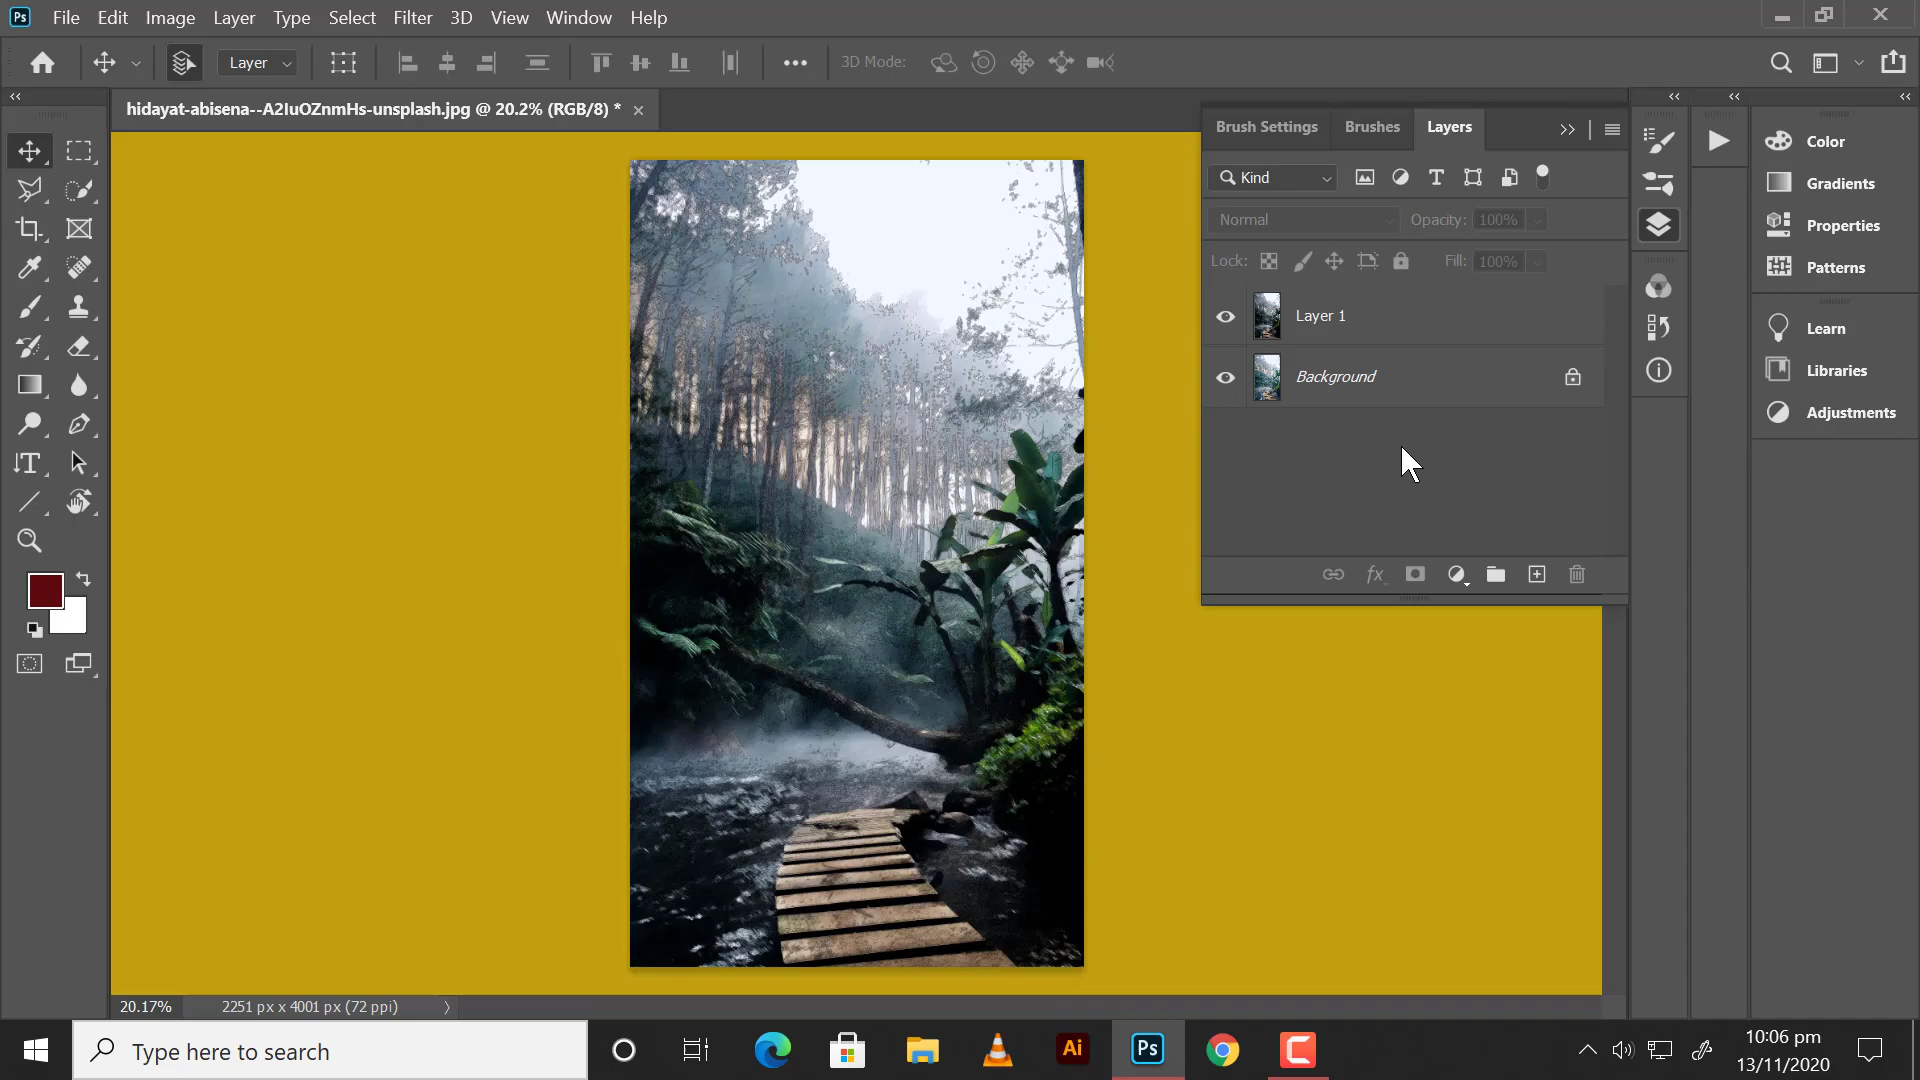 Ps File Edit Image Layer Type Select Filter 3D View Window Help
Layer 3D Mode:
hidayat-abisena--A2IuOZnmHs-unsplash.jpg @ 20.2% (RGB/8) *
Brush Settings Brushes Layers
Kind
Normal Opacity: 100%
Lock: Fill: 100%
Layer 1
Background
Color
Gradients
Properties
Patterns
Learn
Libraries
Adjustments
20.17% 2251 px x 4001 px (72 ppi)
Type here to search Ai Ps 10:06 pm
13/11/2020